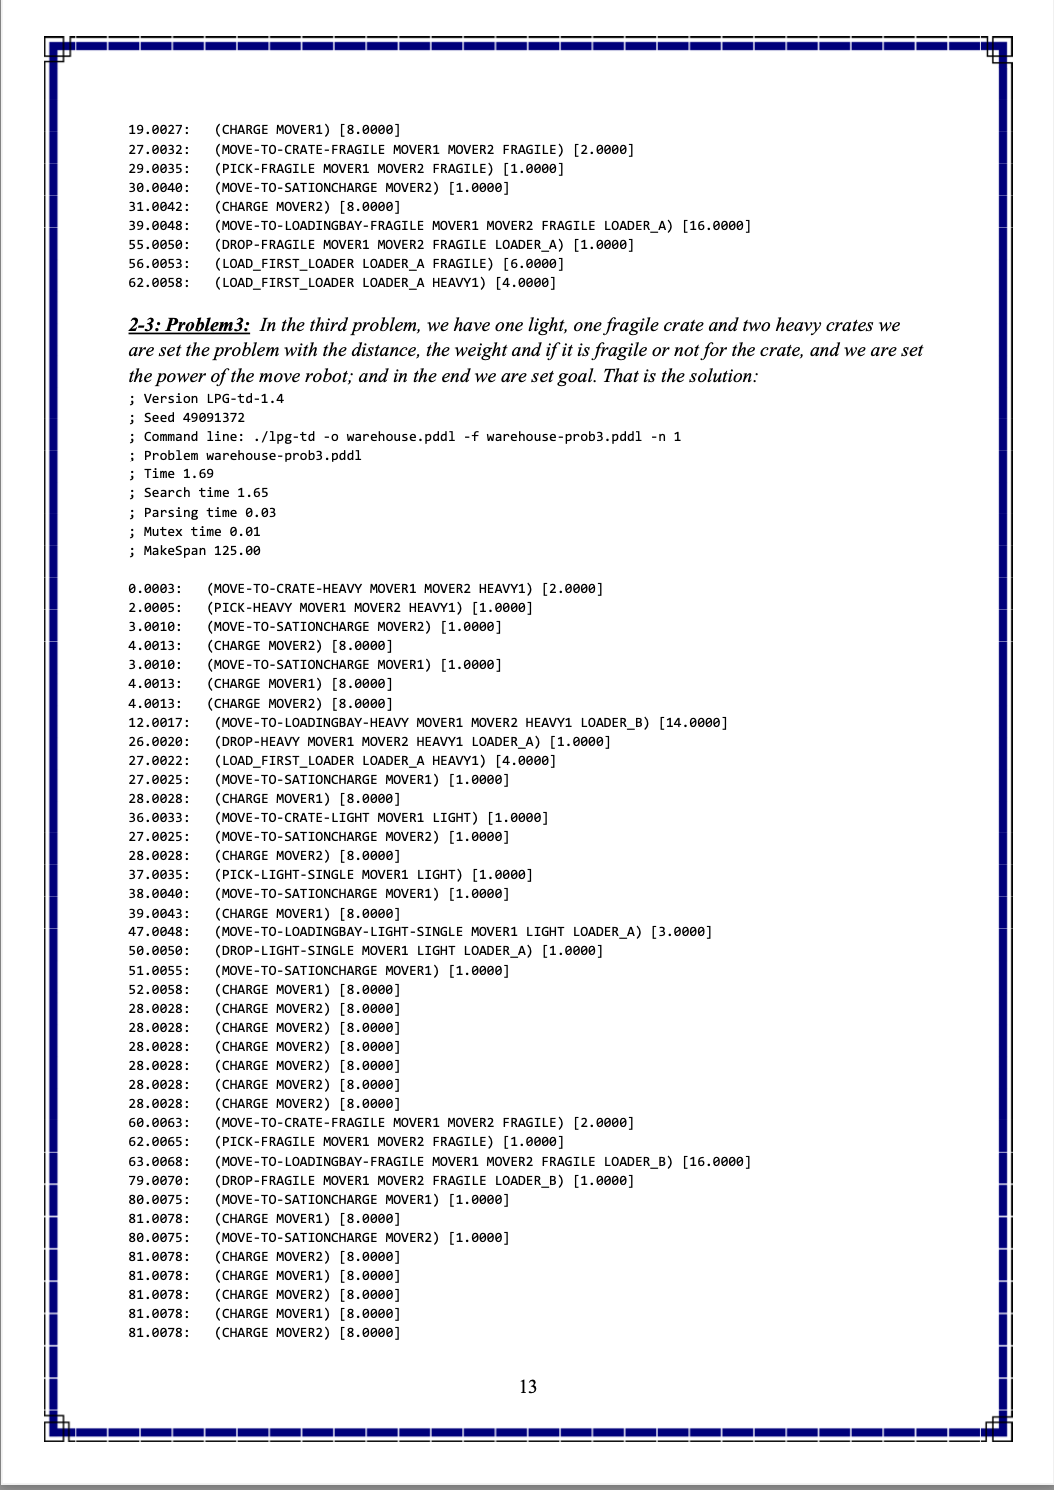 19.0027: (CHARGE MOVER1) [8.0000]
27.0032: (MOVE-TO-CRATE-FRAGILE MOVER1 MOVER2 FRAGILE) [2.0000]
29.0035: (PICK-FRAGILE MOVER1 MOVER2 FRAGILE) [1.0000]
30.0040: (MOVE-TO-SATIONCHARGE MOVER2) [1.0000]
31.0042: (CHARGE MOVER2) [8.0000]
39.0048: (MOVE-TO-LOADINGBAY-FRAGILE MOVER1 MOVER2 FRAGILE LOADER_A) [16.0000]
55.0050: (DROP-FRAGILE MOVER1 MOVER2 FRAGILE LOADER_A) [1.0000]
56.0053: (LOAD_FIRST_LOADER LOADER_A FRAGILE) [6.0000]
62.0058: (LOAD_FIRST_LOADER LOADER_A HEAVY1) [4.0000]
2-3: Problem3: In the third problem, we have one light, one fragile crate and two heavy crates we
are set the problem with the distance, the weight and if it is fragile or not for the crate, and we are set
the power of the move robot; and in the end we are set goal. That is the solution:
; Version LPG-td-1.4
; Seed 49091372
; Command line: ./lpg-td -o warehouse.pddl -f warehouse-prob3.pddl -n 1
; Problem warehouse-prob3.pddl
; Time 1.69
; Search time 1.65
; Parsing time 0.03
; Mutex time 0.01
; MakeSpan 125.00
0.0003: (MOVE-TO-CRATE-HEAVY MOVER1 MOVER2 HEAVY1) [2.0000]
2.0005: (PICK-HEAVY MOVER1 MOVER2 HEAVY1) [1.0000]
3.0010: (MOVE-TO-SATIONCHARGE MOVER2) [1.0000]
4.0013: (CHARGE MOVER2) [8.0000]
3.0010: (MOVE-TO-SATIONCHARGE MOVER1) [1.0000]
4.0013: (CHARGE MOVER1) [8.0000]
4.0013: (CHARGE MOVER2) [8.0000]
12.0017: (MOVE-TO-LOADINGBAY-HEAVY MOVER1 MOVER2 HEAVY1 LOADER_B) [14.0000]
26.0020: (DROP-HEAVY MOVER1 MOVER2 HEAVY1 LOADER_A) [1.0000]
27.0022: (LOAD_FIRST_LOADER LOADER_A HEAVY1) [4.0000]
27.0025: (MOVE-TO-SATIONCHARGE MOVER1) [1.0000]
28.0028: (CHARGE MOVER1) [8.0000]
36.0033: (MOVE-TO-CRATE-LIGHT MOVER1 LIGHT) [1.0000]
27.0025: (MOVE-TO-SATIONCHARGE MOVER2) [1.0000]
28.0028: (CHARGE MOVER2) [8.0000]
37.0035: (PICK-LIGHT-SINGLE MOVER1 LIGHT) [1.0000]
38.0040: (MOVE-TO-SATIONCHARGE MOVER1) [1.0000]
39.0043: (CHARGE MOVER1) [8.0000]
47.0048: (MOVE-TO-LOADINGBAY-LIGHT-SINGLE MOVER1 LIGHT LOADER_A) [3.0000]
50.0050: (DROP-LIGHT-SINGLE MOVER1 LIGHT LOADER_A) [1.0000]
51.0055: (MOVE-TO-SATIONCHARGE MOVER1) [1.0000]
52.0058: (CHARGE MOVER1) [8.0000]
28.0028: (CHARGE MOVER2) [8.0000]
28.0028: (CHARGE MOVER2) [8.0000]
28.0028: (CHARGE MOVER2) [8.0000]
28.0028: (CHARGE MOVER2) [8.0000]
28.0028: (CHARGE MOVER2) [8.0000]
28.0028: (CHARGE MOVER2) [8.0000]
60.0063: (MOVE-TO-CRATE-FRAGILE MOVER1 MOVER2 FRAGILE) [2.0000]
62.0065: (PICK-FRAGILE MOVER1 MOVER2 FRAGILE) [1.0000]
63.0068: (MOVE-TO-LOADINGBAY-FRAGILE MOVER1 MOVER2 FRAGILE LOADER_B) [16.0000]
79.0070: (DROP-FRAGILE MOVER1 MOVER2 FRAGILE LOADER_B) [1.0000]
80.0075: (MOVE-TO-SATIONCHARGE MOVER1) [1.0000]
81.0078: (CHARGE MOVER1) [8.0000]
80.0075: (MOVE-TO-SATIONCHARGE MOVER2) [1.0000]
81.0078: (CHARGE MOVER2) [8.0000]
81.0078: (CHARGE MOVER1) [8.0000]
81.0078: (CHARGE MOVER2) [8.0000]
81.0078: (CHARGE MOVER1) [8.0000]
81.0078: (CHARGE MOVER2) [8.0000]
13